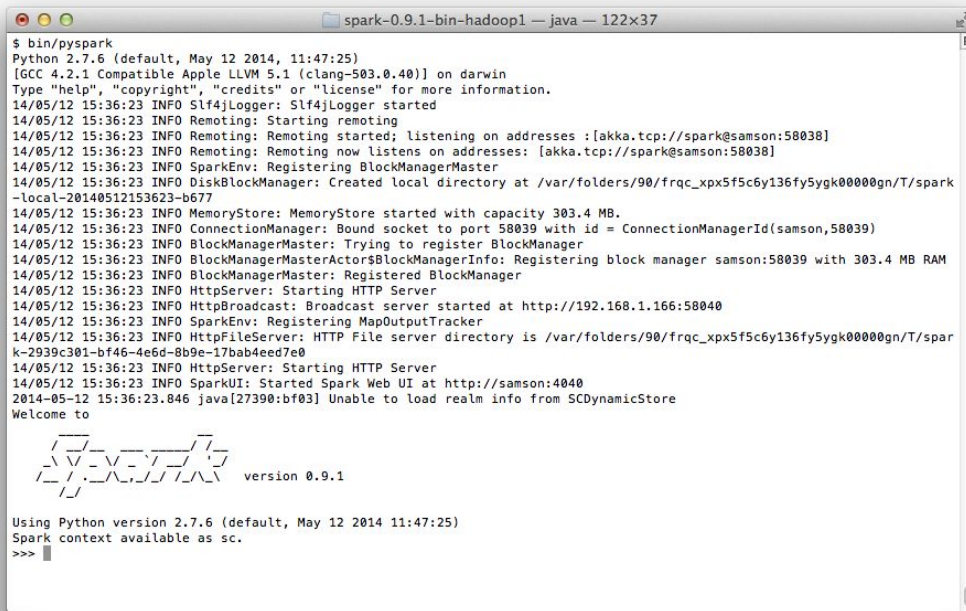 spark-0.9.1-bin-hadoop1 — java — 122×37
$ bin/pyspark
Python 2.7.6 (default, May 12 2014, 11:47:25)
[GCC 4.2.1 Compatible Apple LLVM 5.1 (clang-503.0.40)] on darwin
Type "help", "copyright", "credits" or "license" for more information.
14/05/12 15:36:23 INFO Slf4jLogger: Slf4jLogger started
14/05/12 15:36:23 INFO Remoting: Starting remoting
14/05/12 15:36:23 INFO Remoting: Remoting started; listening on addresses :[akka.tcp://spark@samson:58038]
14/05/12 15:36:23 INFO Remoting: Remoting now listens on addresses: [akka.tcp://spark@samson:58038]
14/05/12 15:36:23 INFO SparkEnv: Registering BlockManagerMaster
14/05/12 15:36:23 INFO DiskBlockManager: Created local directory at /var/folders/90/frqc_xpx5f5c6y136fy5ygk00000gn/T/spark
-local-20140512153623-b677
14/05/12 15:36:23 INFO MemoryStore: MemoryStore started with capacity 303.4 MB.
14/05/12 15:36:23 INFO ConnectionManager: Bound socket to port 58039 with id = ConnectionManagerId(samson,58039)
14/05/12 15:36:23 INFO BlockManagerMaster: Trying to register BlockManager
14/05/12 15:36:23 INFO BlockManagerMasterActor$BlockManagerInfo: Registering block manager samson:58039 with 303.4 MB RAM
14/05/12 15:36:23 INFO BlockManagerMaster: Registered BlockManager
14/05/12 15:36:23 INFO HttpServer: Starting HTTP Server
14/05/12 15:36:23 INFO HttpBroadcast: Broadcast server started at http://192.168.1.166:58040
14/05/12 15:36:23 INFO SparkEnv: Registering MapOutputTracker
14/05/12 15:36:23 INFO HttpFileServer: HTTP File server directory is /var/folders/90/frqc_xpx5f5c6y136fy5ygk00000gn/T/spar
k-2939c301-bf46-4e6d-8b9e-17bab4eed7e0
14/05/12 15:36:23 INFO HttpServer: Starting HTTP Server
14/05/12 15:36:23 INFO SparkUI: Started Spark Web UI at http://samson:4040
2014-05-12 15:36:23.846 java[27390:bf03] Unable to load realm info from SCDynamicStore
Welcome to
Spark version 0.9.1
Using Python version 2.7.6 (default, May 12 2014 11:47:25)
Spark context available as sc.
>>>